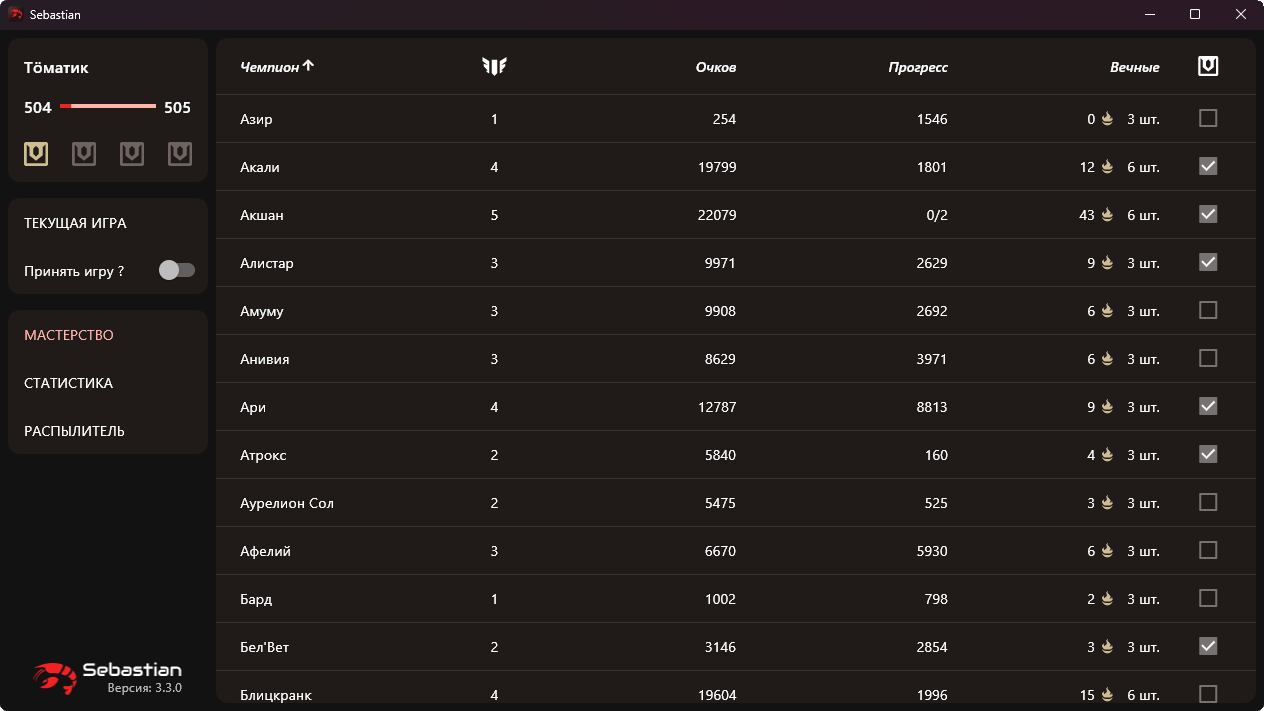 Sebastian
Тöматик
504 505
ТЕКУЩАЯ ИГРА
Принять игру ?
МАСТЕРСТВО
СТАТИСТИКА
РАСПЫЛИТЕЛЬ
Sebastian
Версия: 3.3.0
Чемпион Очков Прогресс Вечные
Азир 1 254 1546 0 3 шт.
Акали 4 19799 1801 12 6 шт.
Акшан 5 22079 0/2 43 6 шт.
Алистар 3 9971 2629 9 3 шт.
Амуму 3 9908 2692 6 3 шт.
Анивия 3 8629 3971 6 3 шт.
Ари 4 12787 8813 9 3 шт.
Атрокс 2 5840 160 4 3 шт.
Аурелион Сол 2 5475 525 3 3 шт.
Афелий 3 6670 5930 6 3 шт.
Бард 1 1002 798 2 3 шт.
Бел'Вет 2 3146 2854 3 3 шт.
Блицкранк 4 19604 1996 15 6 шт.